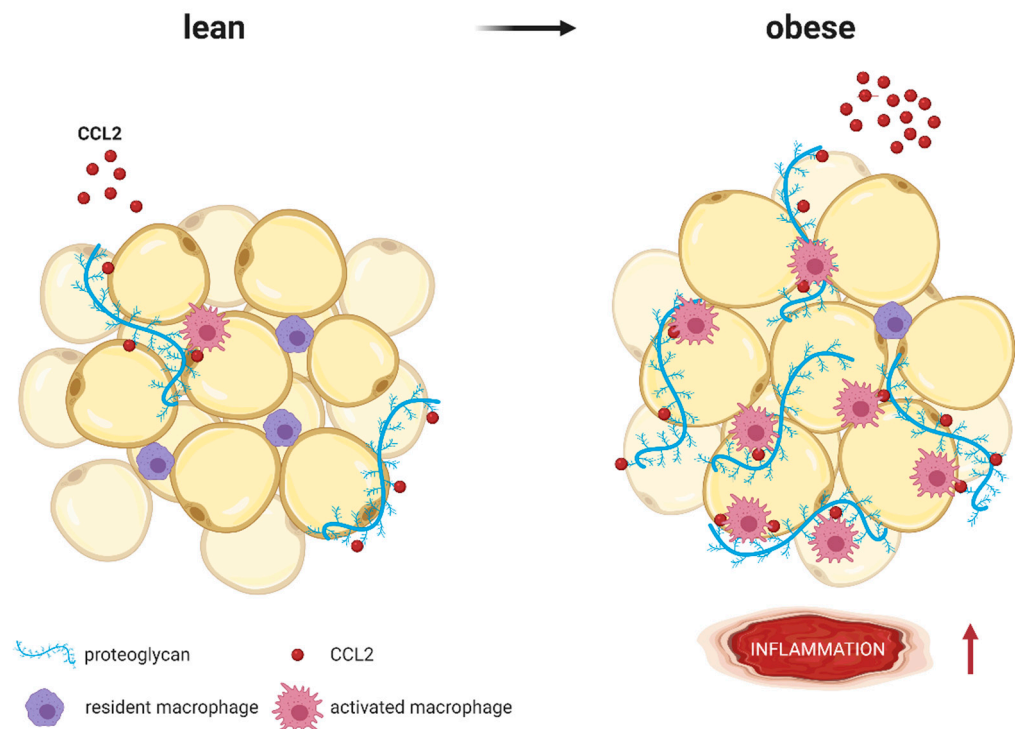 lean
obese
CCL2
INFLAMMATION
proteoglycan
CCL2
resident macrophage
activated macrophage